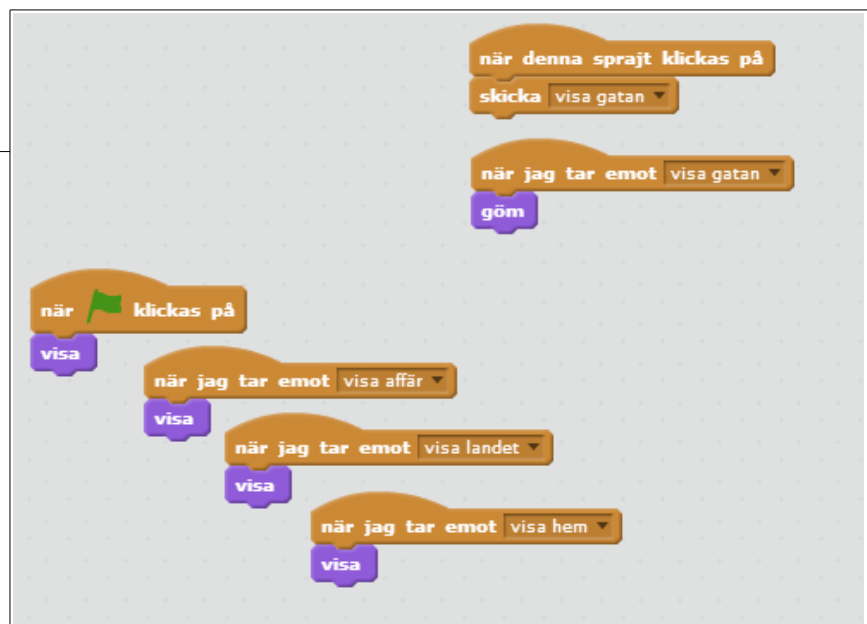 när denna sprajt klickas på
skicka visa gatan
när jag tar emot visa gatan
göm
när klickas på
visa
när jag tar emot visa affär
visa
när jag tar emot visa landet
visa
när jag tar emot visa hem
visa